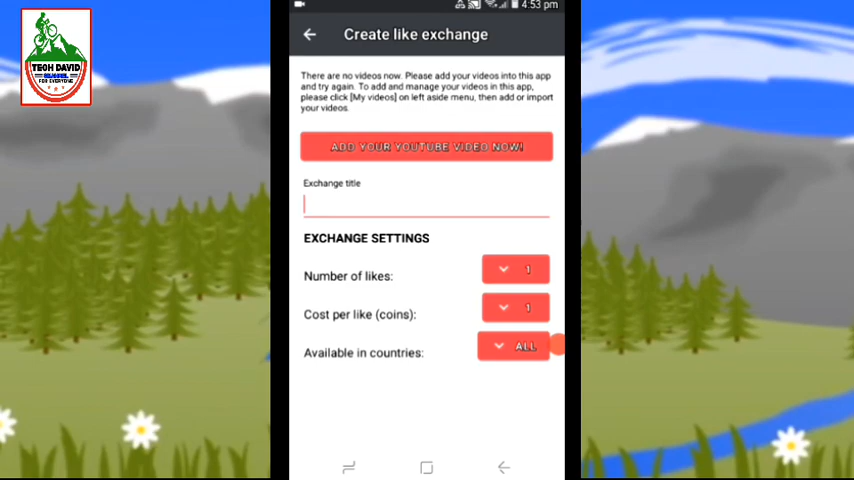 TECH DAVID
CHANNEL
FOR EVERYONE
4:53 pm
Create like exchange
There are no videos now. Please add your videos into this app
and try again. To add and manage your videos in this app,
please click [My videos] on left aside menu, then add or import
your videos.
ADD YOUR YOUTUBE VIDEO NOW!
Exchange title
EXCHANGE SETTINGS
Number of likes:
1
Cost per like (coins):
1
Available in countries:
ALL